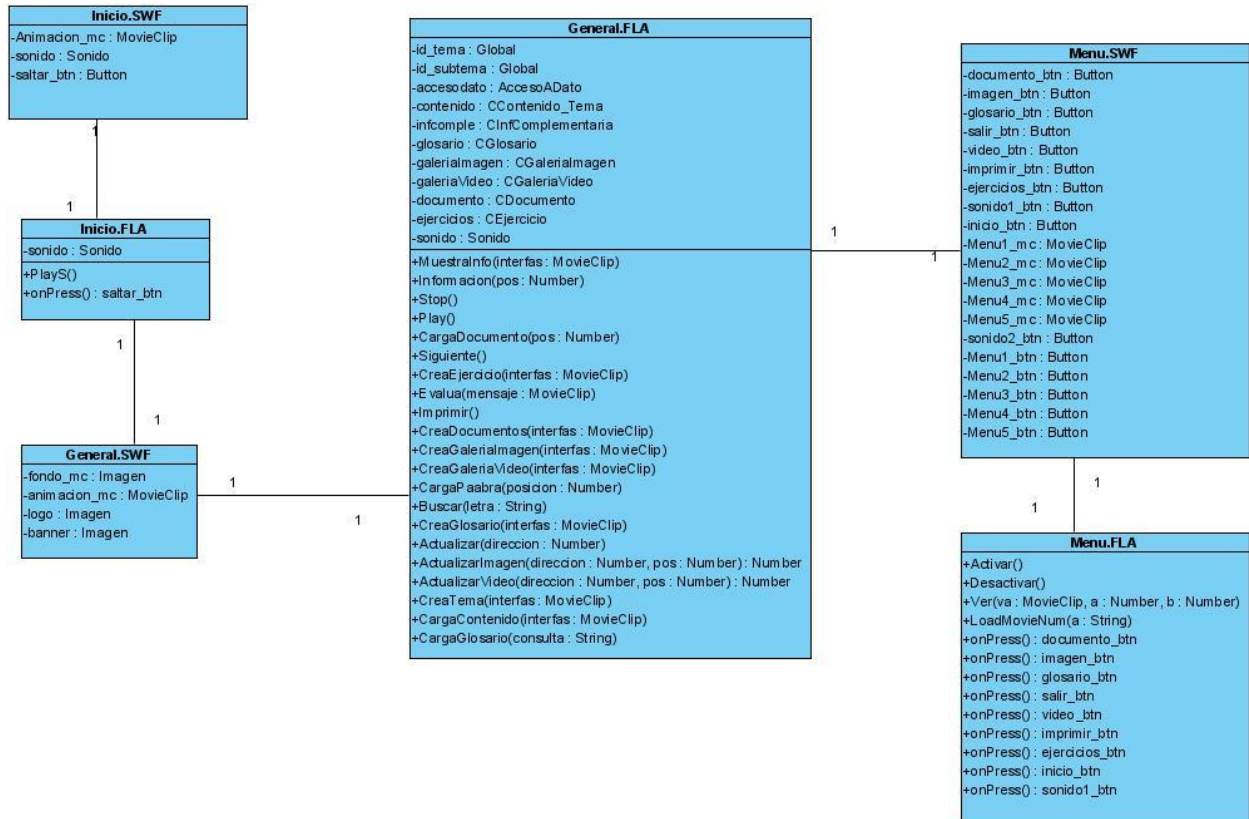 Inicio.SWF
-Animacion_mc : MovieClip
-sonido : Sonido
-saltar_btn : Button
1
1
Inicio.FLA
-sonido : Sonido
+PlayS()
+onPress() : saltar_btn
1
1
General.SWF
-fondo_mc : Imagen
-animacion_mc : MovieClip
-logo : Imagen
-banner : Imagen
1
1
General.FLA
-id_tema : Global
-id_subtema : Global
-accesodato : AccesoADato
-contenido : CContenido_Tema
-infcomple : CInfComplementaria
-glosario : CGlosario
-galeriaImagen : CGaleriaImagen
-galeriaVideo : CGaleriaVideo
-documento : CDocumento
-ejercicios : CEjercicio
-sonido : Sonido
+MuestraInfo(interfas : MovieClip)
+Informacion(pos : Number)
+Stop()
+Play()
+CargaDocumento(pos : Number)
+Siguiente()
+CreaEjercicio(interfas : MovieClip)
+Evalua(mensaje : MovieClip)
+Imprimir()
+CreaDocumentos(interfas : MovieClip)
+CreaGaleriaImagen(interfas : MovieClip)
+CreaGaleriaVideo(interfas : MovieClip)
+CargaPaabra(posicion : Number)
+Buscar(letra : String)
+CreaGlosario(interfas : MovieClip)
+Actualizar(direccion : Number)
+ActualizarImagen(direccion : Number, pos : Number) : Number
+ActualizarVideo(direccion : Number, pos : Number) : Number
+CreaTema(interfas : MovieClip)
+CargaContenido(interfas : MovieClip)
+CargaGlosario(consulta : String)
1
1
Menu.SWF
-documento_btn : Button
-imagen_btn : Button
-glosario_btn : Button
-salir_btn : Button
-video_btn : Button
-imprimir_btn : Button
-ejercicios_btn : Button
-sonido1_btn : Button
-inicio_btn : Button
-Menu1_mc : MovieClip
-Menu2_mc : MovieClip
-Menu3_mc : MovieClip
-Menu4_mc : MovieClip
-Menu5_mc : MovieClip
-sonido2_btn : Button
-Menu1_btn : Button
-Menu2_btn : Button
-Menu3_btn : Button
-Menu4_btn : Button
-Menu5_btn : Button
1
1
Menu.FLA
+Activar()
+Desactivar()
+Ver(va : MovieClip, a : Number, b : Number)
+LoadMovieNum(a : String)
+onPress() : documento_btn
+onPress() : imagen_btn
+onPress() : glosario_btn
+onPress() : salir_btn
+onPress() : video_btn
+onPress() : imprimir_btn
+onPress() : ejercicios_btn
+onPress() : inicio_btn
+onPress() : sonido1_btn